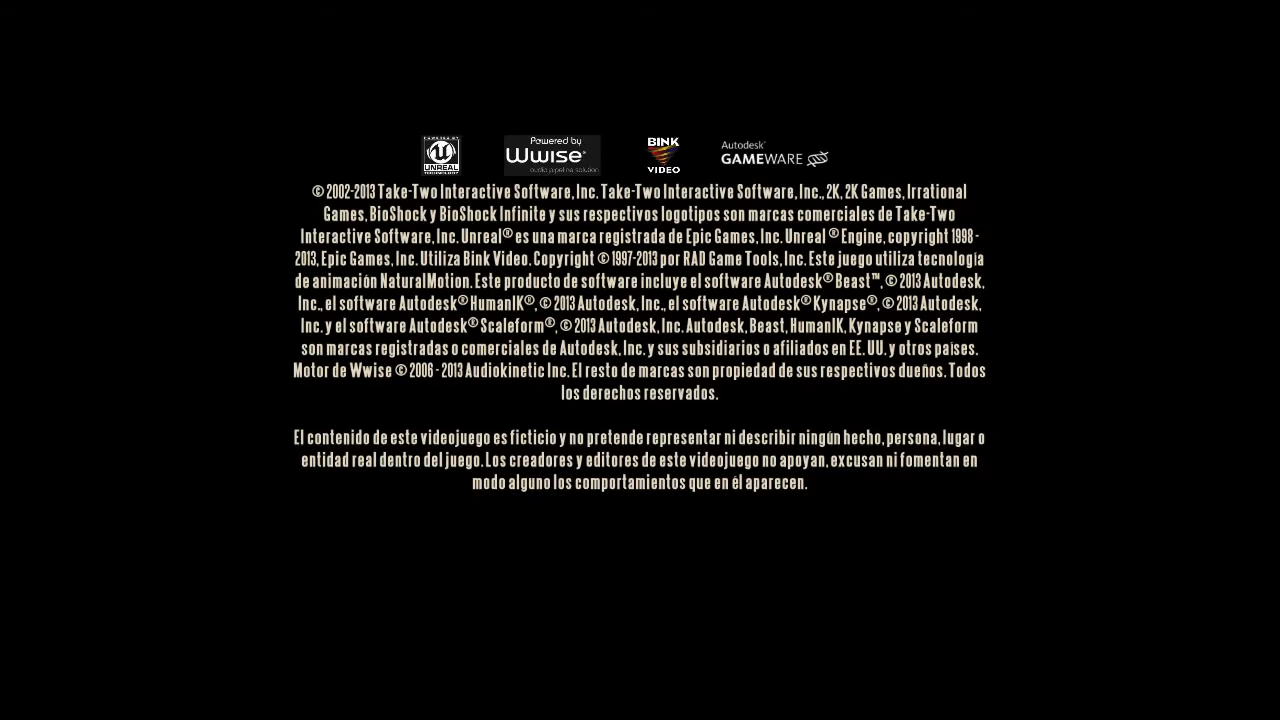 POWERED BY
UNREAL
TECHNOLOGY
Powered by
Wwise®
audio pipeline solution
BINK
VIDEO
Autodesk®
GAMEWARE
© 2002-2013 Take-Two Interactive Software, Inc. Take-Two Interactive Software, Inc., 2K, 2K Games, Irrational
Games, BioShock y BioShock Infinite y sus respectivos logotipos son marcas comerciales de Take-Two
Interactive Software, Inc. Unreal® es una marca registrada de Epic Games, Inc. Unreal ® Engine, copyright 1998 -
2013, Epic Games, Inc. Utiliza Bink Video. Copyright © 1997-2013 por RAD Game Tools, Inc. Este juego utiliza tecnología
de animación NaturalMotion. Este producto de software incluye el software Autodesk® Beast™, © 2013 Autodesk,
Inc., el software Autodesk® HumanIK®, © 2013 Autodesk, Inc., el software Autodesk® Kynapse®, © 2013 Autodesk,
Inc. y el software Autodesk® Scaleform®, © 2013 Autodesk, Inc. Autodesk, Beast, HumanIK, Kynapse y Scaleform
son marcas registradas o comerciales de Autodesk, Inc. y sus subsidiarios o afiliados en EE. UU. y otros países.
Motor de Wwise © 2006 - 2013 Audiokinetic Inc. El resto de marcas son propiedad de sus respectivos dueños. Todos
los derechos reservados.
El contenido de este videojuego es ficticio y no pretende representar ni describir ningún hecho, persona, lugar o
entidad real dentro del juego. Los creadores y editores de este videojuego no apoyan, excusan ni fomentan en
modo alguno los comportamientos que en él aparecen.